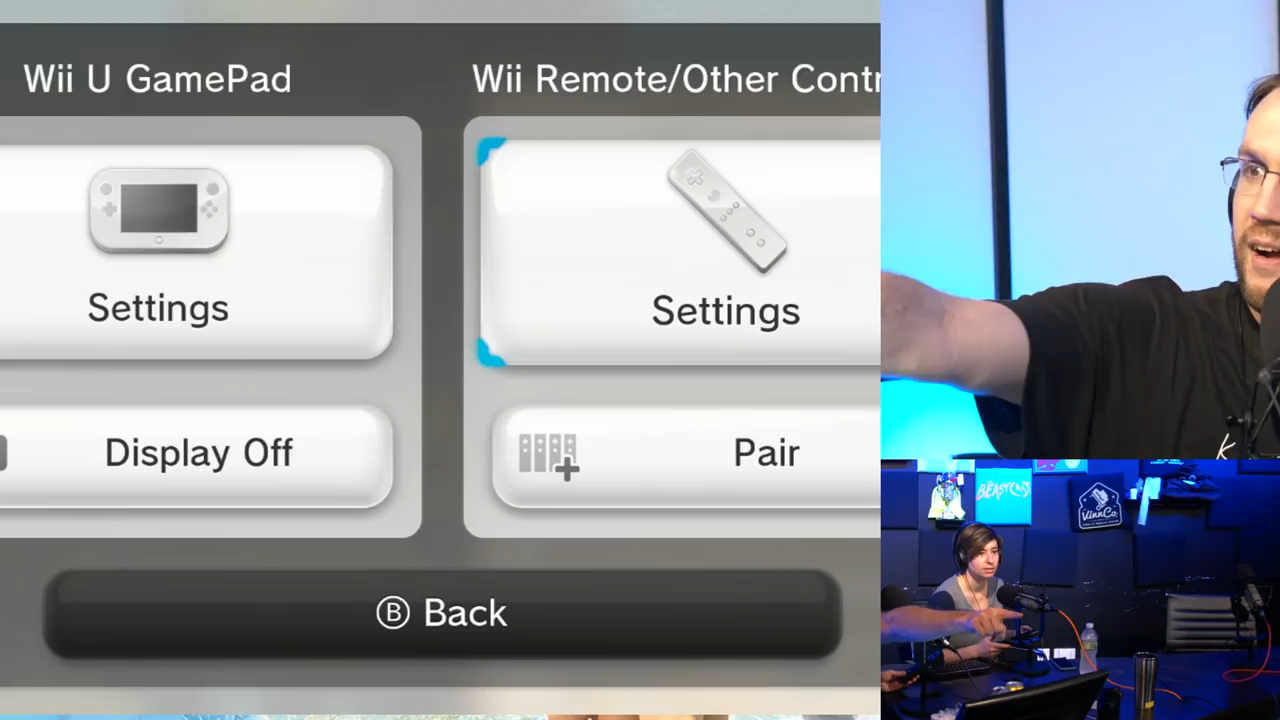 Wii U GamePad
Wii Remote/Other Contr
Settings
Settings
Display Off
Pair
B Back
BEASTCAST
VinnCo.
K